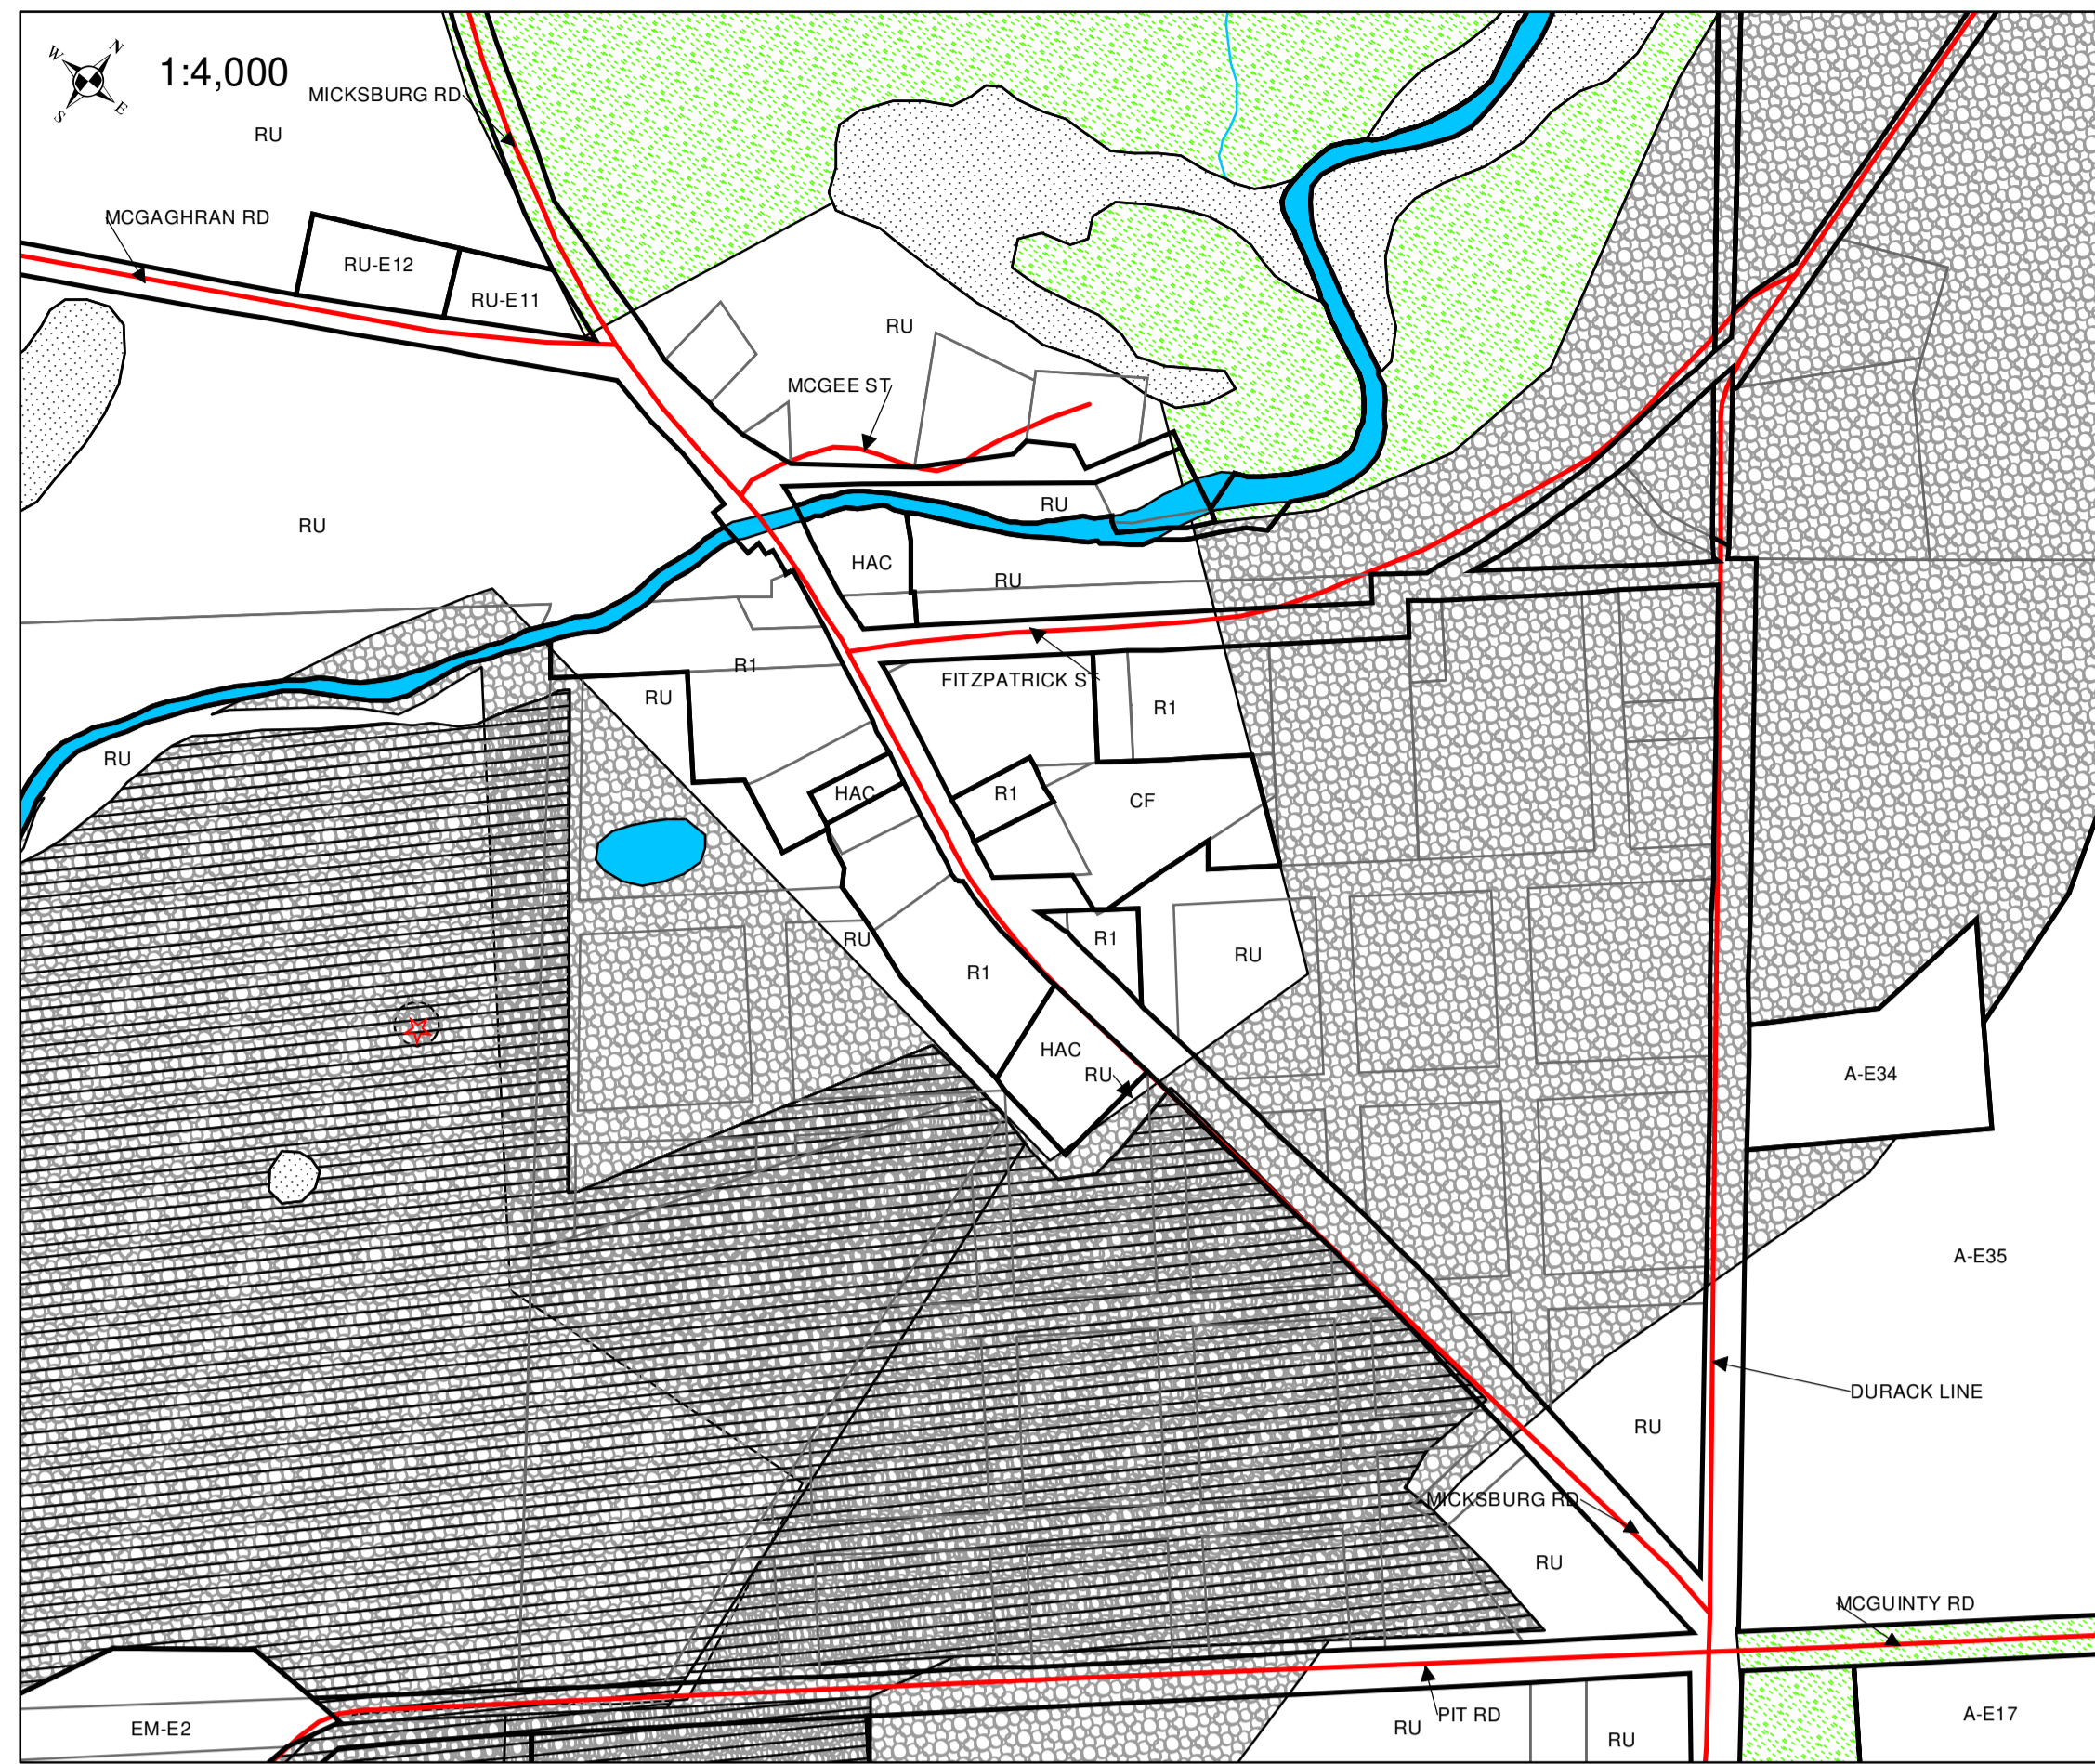 N
W
1:4,000
E
S
MICKSBURG RD
RU
MCGAGHRAN RD
RU-E12
RU-E11
RU
MCGEE ST
RU
RU
HAC
RU
R1
FITZPATRICK ST
RU
R1
RU
HAC
R1
CF
RU
R1
RU
R1
HAC
RU
A-E34
A-E35
DURACK LINE
RU
MICKSBURG RD
RU
MCGUINTY RD
EM-E2
RU
PIT RD
A-E17
RU